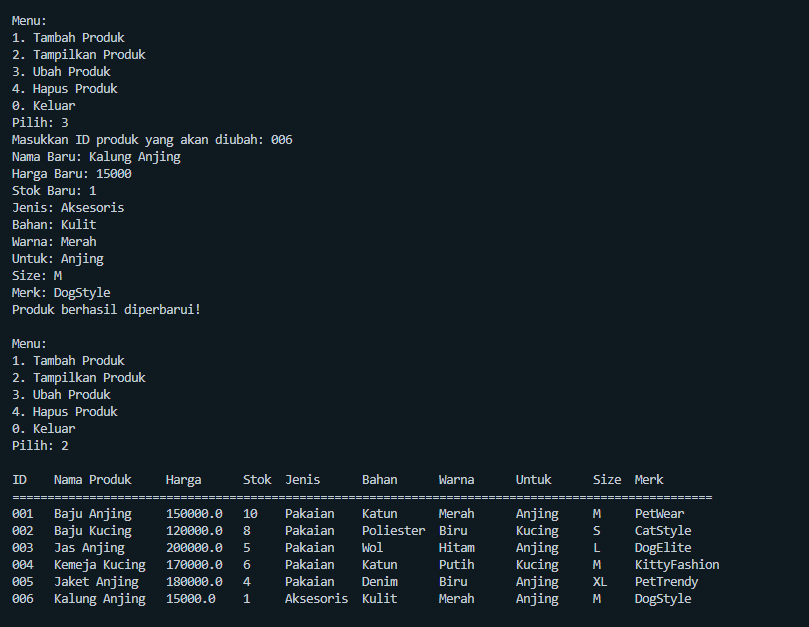 Menu:
1. Tambah Produk
2. Tampilkan Produk
3. Ubah Produk
4. Hapus Produk
0. Keluar
Pilih: 3
Masukkan ID produk yang akan diubah: 006
Nama Baru: Kalung Anjing
Harga Baru: 15000
Stok Baru: 1
Jenis: Aksesoris
Bahan: Kulit
Warna: Merah
Untuk: Anjing
Size: M
Merk: DogStyle
Produk berhasil diperbarui!

Menu:
1. Tambah Produk
2. Tampilkan Produk
3. Ubah Produk
4. Hapus Produk
0. Keluar
Pilih: 2

ID    Nama Produk     Harga      Stok  Jenis      Bahan      Warna      Untuk      Size  Merk
====================================================================================================
001   Baju Anjing     150000.0   10    Pakaian    Katun      Merah      Anjing     M     PetWear
002   Baju Kucing     120000.0   8     Pakaian    Poliester  Biru       Kucing     S     CatStyle
003   Jas Anjing      200000.0   5     Pakaian    Wol        Hitam      Anjing     L     DogElite
004   Kemeja Kucing   170000.0   6     Pakaian    Katun      Putih      Kucing     M     KittyFashion
005   Jaket Anjing    180000.0   4     Pakaian    Denim      Biru       Anjing     XL    PetTrendy
006   Kalung Anjing   15000.0    1     Aksesoris  Kulit      Merah      Anjing     M     DogStyle